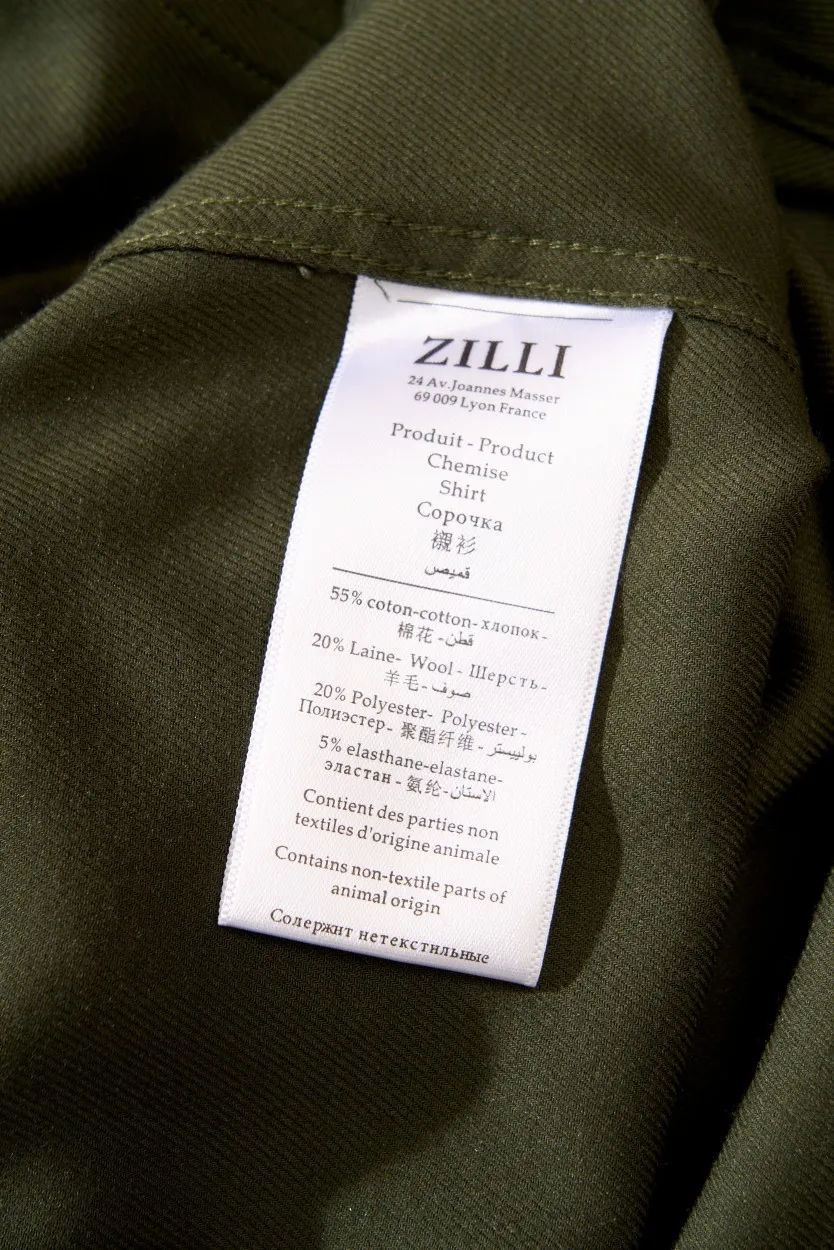 ZILLI
24 Av.Joannes Masser
69 009 Lyon France
Produit - Product
Chemise
Shirt
Сорочка
襯衫
قميص
55% coton-cotton-хлопок-
棉花 - قطن
20% Laine- Wool - Шерсть-
羊毛-صوف
20% Polyester- Polyester -
Полиэстер- 聚酯纤维 - بولييستر
5% elasthane-elastane-
эластан - 氨纶-الاستان
Contient des parties non
textiles d'origine animale
Contains non-textile parts of
animal origin
Содержит нетекстильные